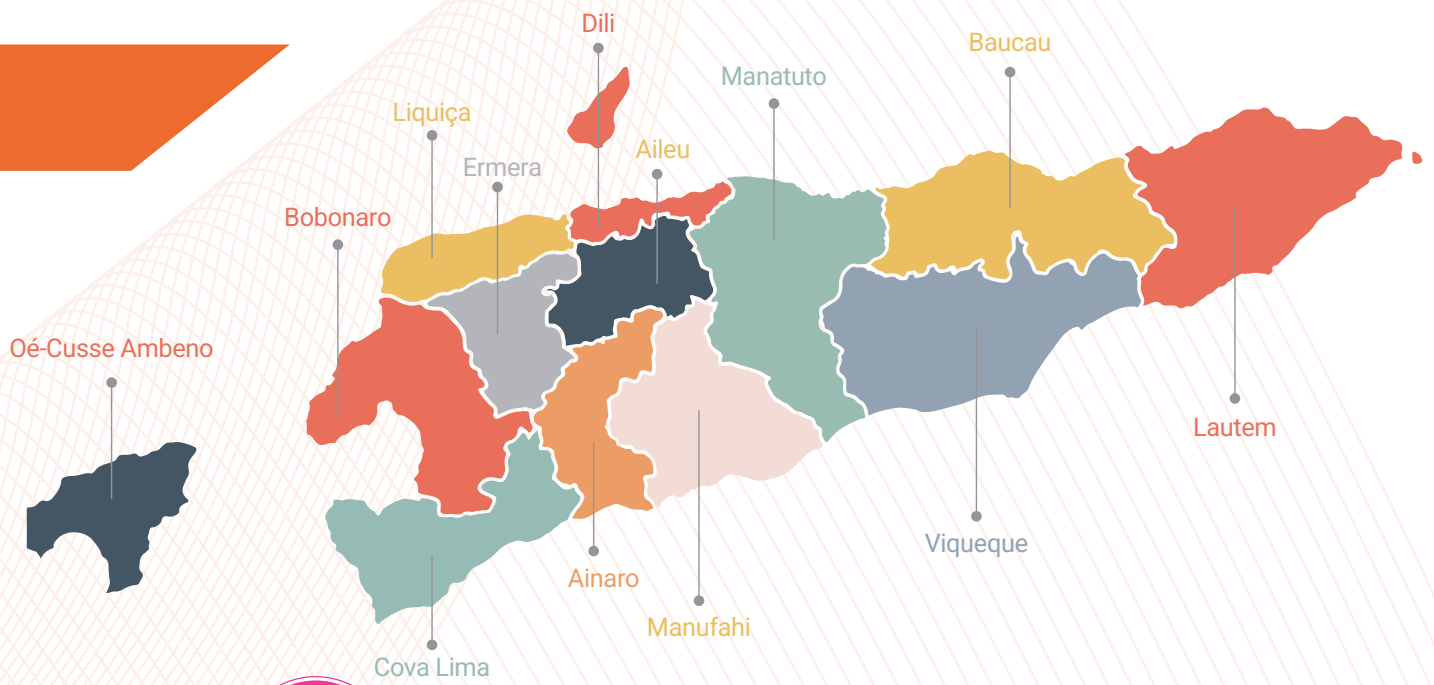 Dili
Baucau
Manatuto
Liquiça
Aileu
Ermera
Bobonaro
Oé-Cusse Ambeno
Lautem
Viqueque
Ainaro
Manufahi
Cova Lima